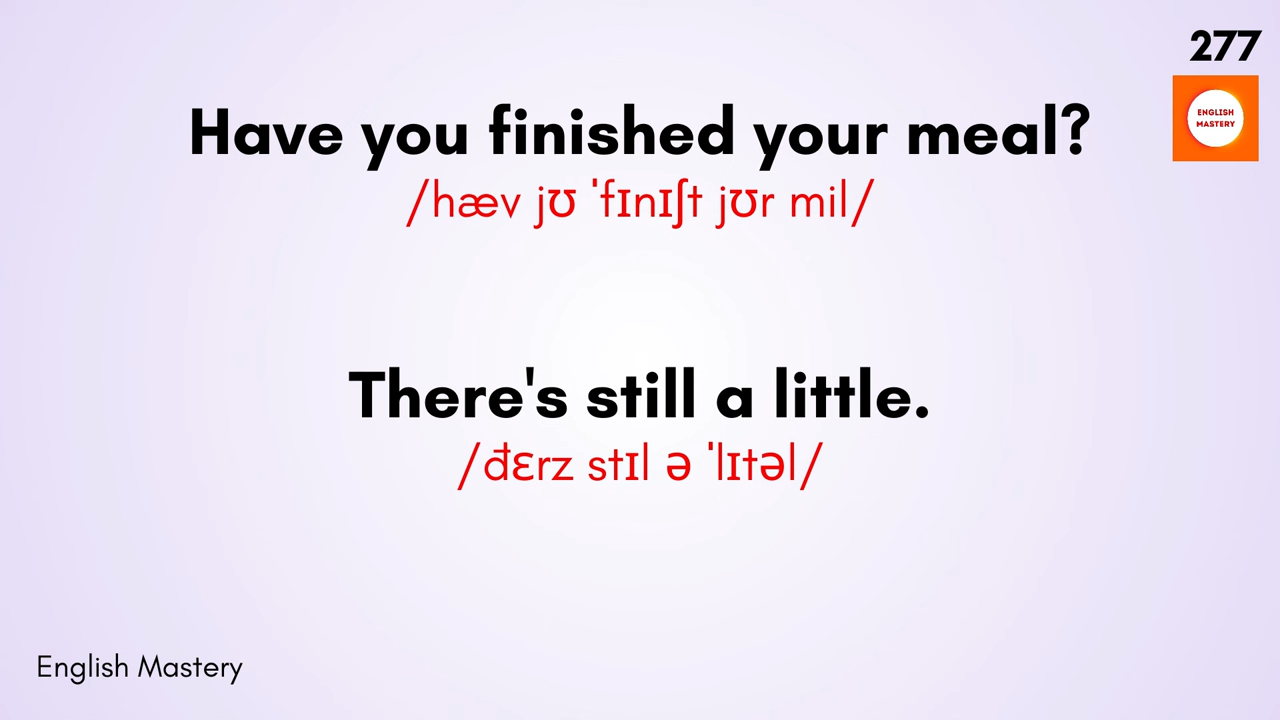 277
ENGLISH
MASTERY
Have you finished your meal?
/hæv jʊ ˈfɪnɪʃt jʊr mil/
There's still a little.
/đɛrz stɪl ə ˈlɪtəl/
English Mastery